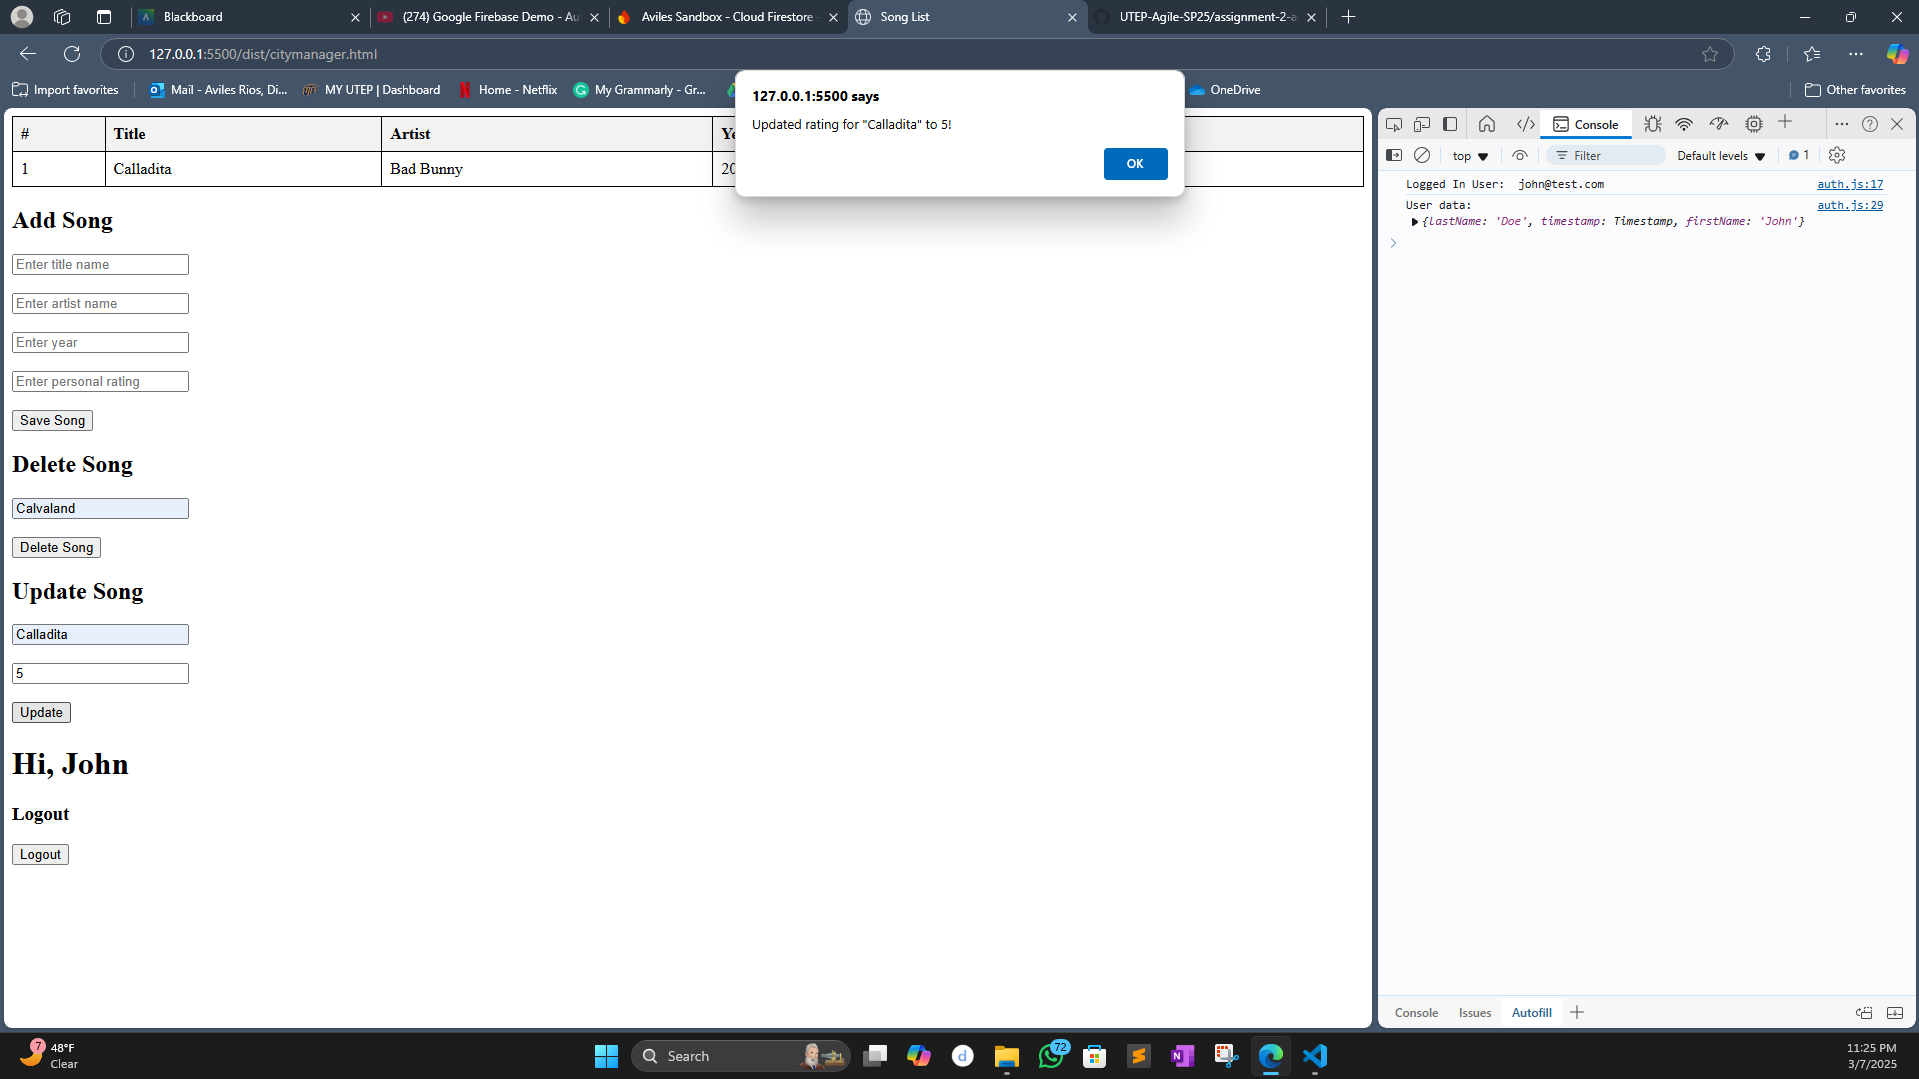 Blackboard
(274) Google Firebase Demo - Au
Aviles Sandbox - Cloud Firestore
Song List
UTEP-Agile-SP25/assignment-2-a
127.0.0.1:5500/dist/citymanager.html
Import favorites
Mail - Aviles Rios, Di...
MY UTEP | Dashboard
Home - Netflix
My Grammarly - Gr...
OneDrive
Other favorites
127.0.0.1:5500 says
Updated rating for "Calladita" to 5!
OK
# Title Artist
1 Calladita Bad Bunny 20
Add Song
Enter title name
Enter artist name
Enter year
Enter personal rating
Save Song
Delete Song
Calvaland
Delete Song
Update Song
Calladita
5
Update
Hi, John
Logout
Logout
Console
top
Filter
Default levels
1
Logged In User: john@test.com auth.js:17
User data: auth.js:29
{lastName: 'Doe', timestamp: Timestamp, firstName: 'John'}
Console Issues Autofill
7
48°F
Clear
Search
d
72
N
11:25 PM
3/7/2025